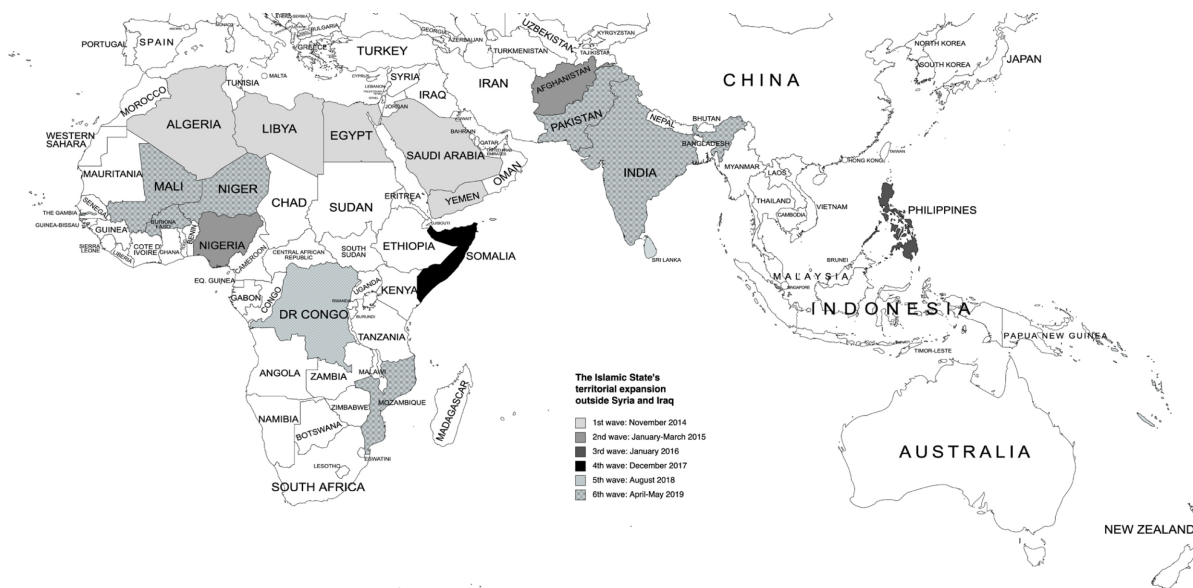 UZBEKISTAN
KYRGYZSTAN
BULGARIA
GEORGIA
AZERBAIJAN
NORTH KOREA
PORTUGAL
SPAIN
GREECE
TURKEY
TURKMENISTAN
TAJIKISTAN
SOUTH KOREA
JAPAN
TUNISIA
MALTA
CYPRUS
SYRIA
LEBANON
IRAN
AFGHANISTAN
CHINA
MOROCCO
IRAQ
JORDAN
KUWAIT
ALGERIA
LIBYA
EGYPT
BAHRAIN
QATAR
PAKISTAN
NEPAL
BHUTAN
WESTERN
SAHARA
SAUDI ARABIA
OMAN
BANGLADESH
TAIWAN
HONG KONG
MAURITANIA
MALI
NIGER
INDIA
MYANMAR
LAOS
CHAD
SUDAN
ERITREA
YEMEN
THAILAND
VIETNAM
PHILIPPINES
SENEGAL
THE GAMBIA
GUINEA-BISSAU
GUINEA
BURKINA
FASO
BENIN
DJIBOUTI
CAMBODIA
SIERRA
LEONE
LIBERIA
COTE D'
IVOIRE
GHANA
NIGERIA
CAMEROON
CENTRAL AFRICAN
REPUBLIC
SOUTH
SUDAN
ETHIOPIA
SOMALIA
SRI LANKA
BRUNEI
MALAYSIA
SINGAPORE
EQ. GUINEA
GABON
CONGO
UGANDA
KENYA
RWANDA
BURUNDI
DR CONGO
INDONESIA
TANZANIA
PAPUA NEW GUINEA
TIMOR-LESTE
ANGOLA
ZAMBIA
MALAWI
MOZAMBIQUE
ZIMBABWE
MADAGASCAR
NAMIBIA
BOTSWANA
ESWATINI
LESOTHO
SOUTH AFRICA
AUSTRALIA
NEW ZEALAND
The Islamic State's
territorial expansion
outside Syria and Iraq
1st wave: November 2014
2nd wave: January-March 2015
3rd wave: January 2016
4th wave: December 2017
5th wave: August 2018
6th wave: April-May 2019